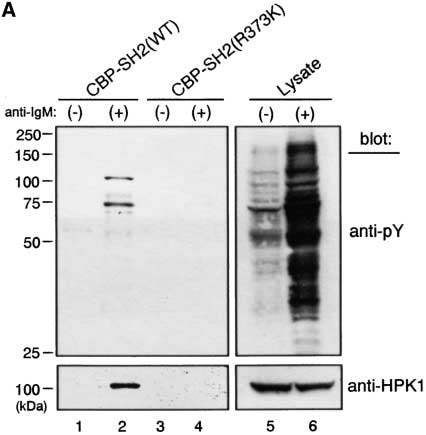 A
CBP-SH2(WT)
CBP-SH2(R373K)
Lysate
anti-IgM: (-) (+) (-) (+) (-) (+)
250
150
100
75
50
25
blot:
anti-pY
100
(kDa)
anti-HPK1
1 2 3 4 5 6